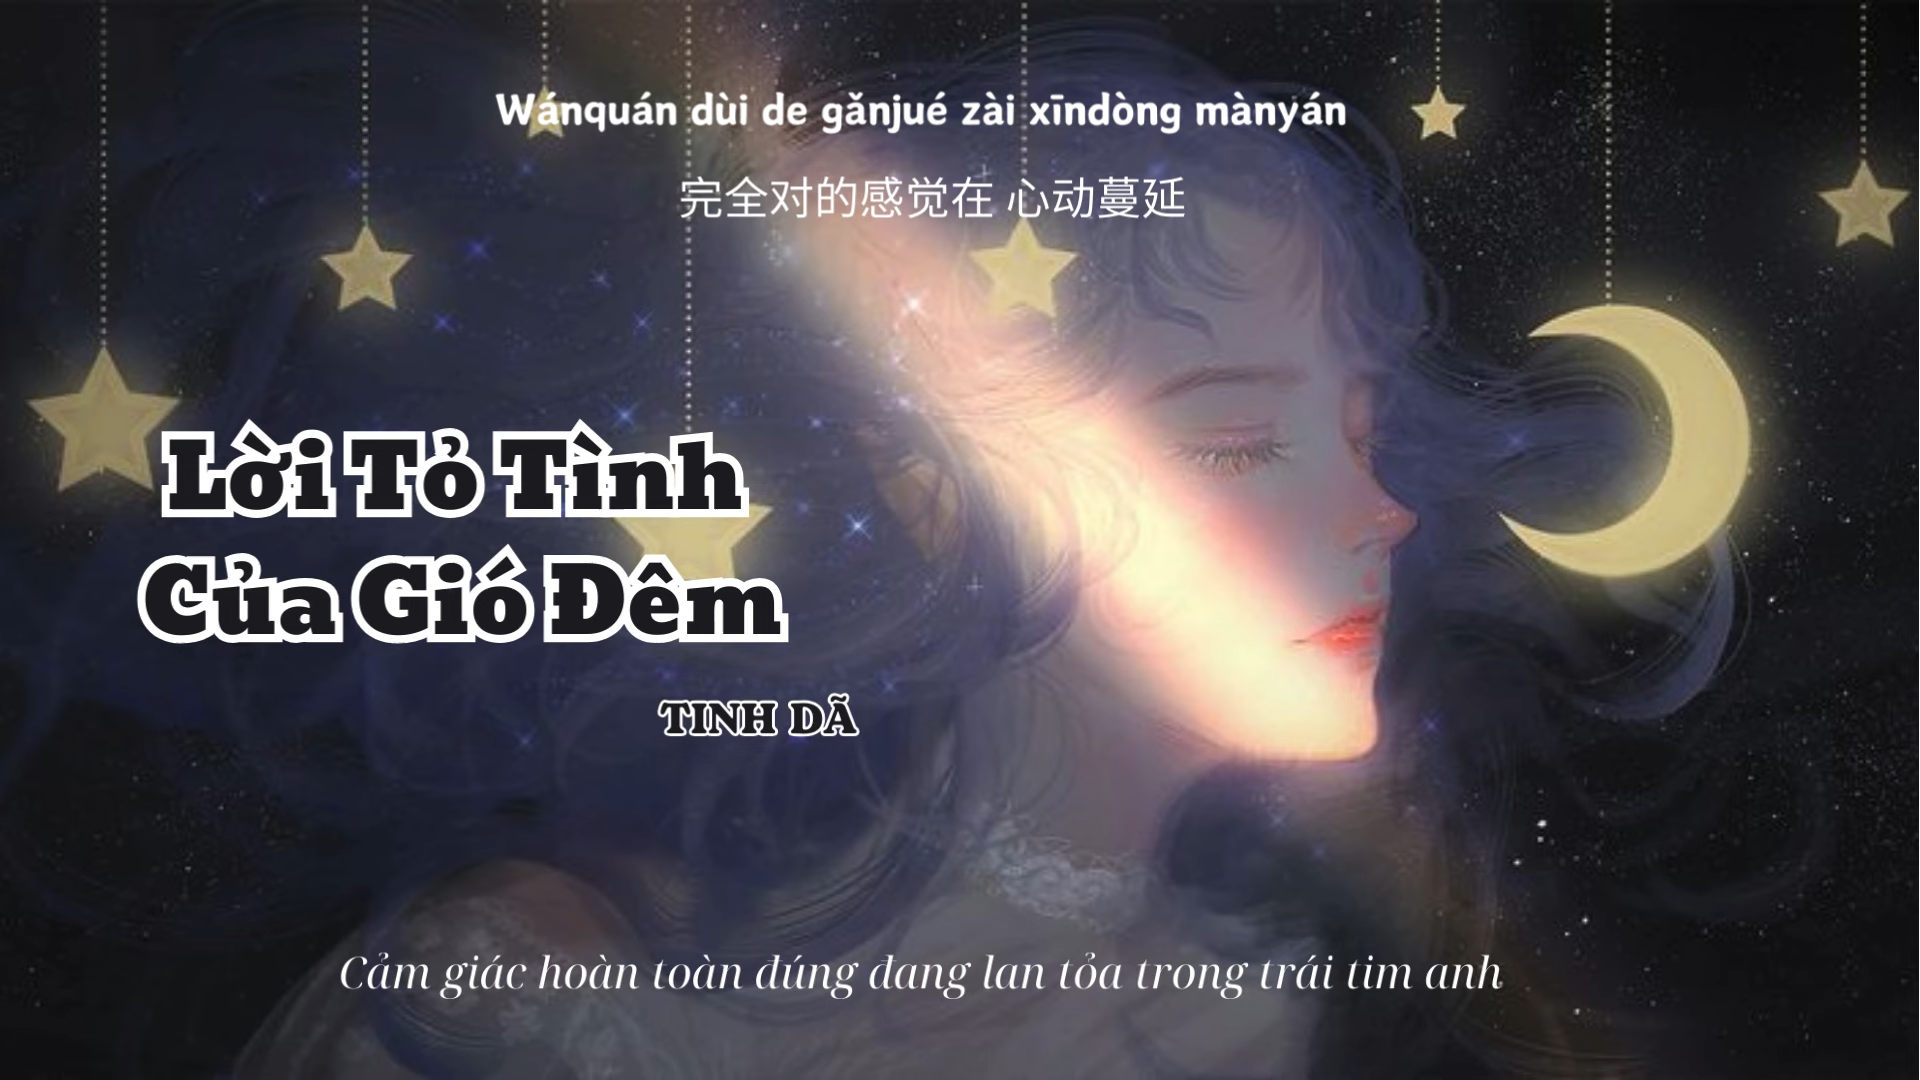 Wánquán dùi de gǎnjué zài xīndòng mànyán
完全对的感觉在 心动蔓延
Lời Tỏ Tình
Của Gió Đêm
TINH DÃ
Cảm giác hoàn toàn đúng đang lan tỏa trong trái tim anh